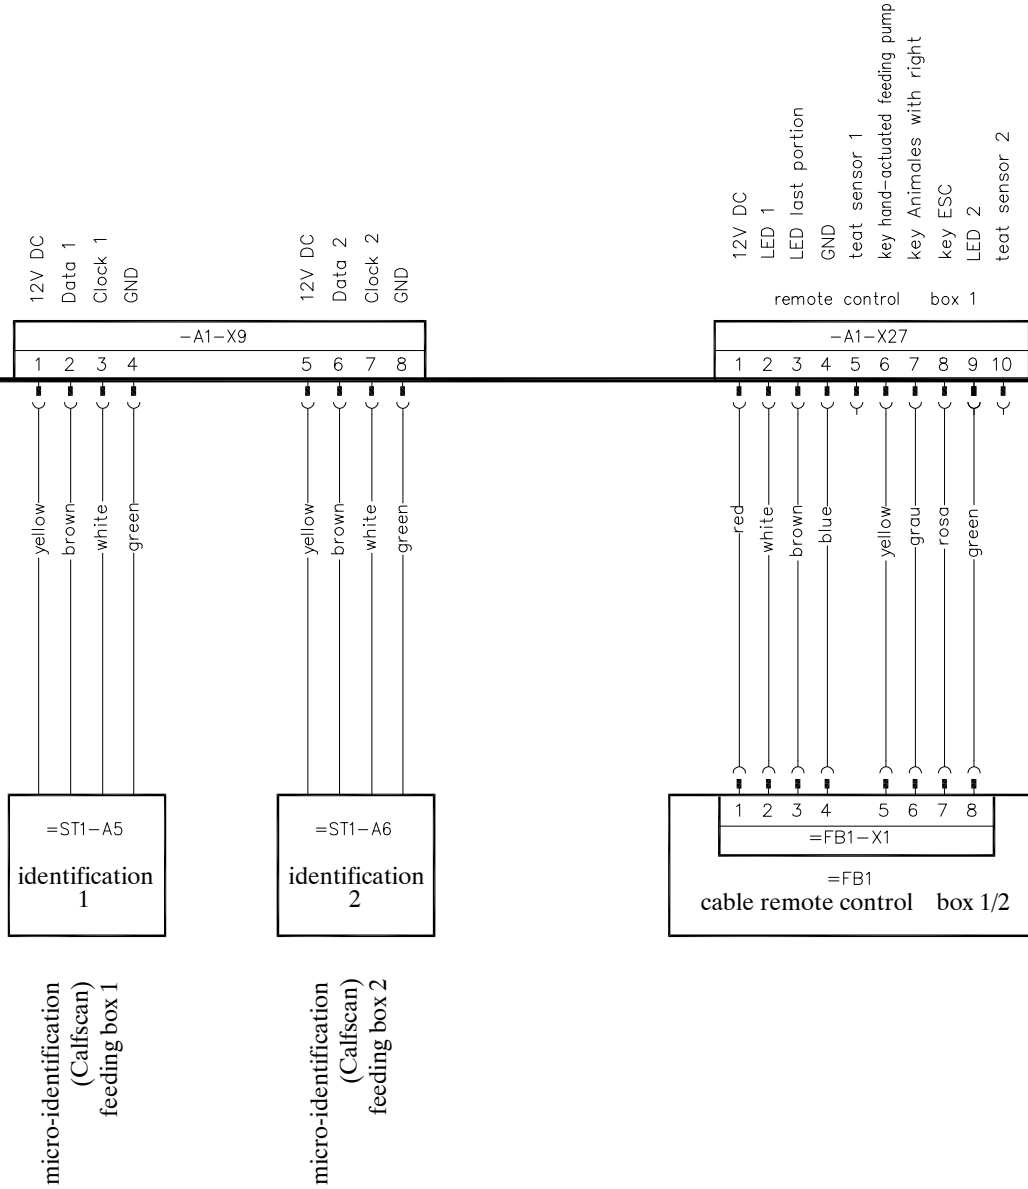 12V DC
Data 1
Clock 1
GND
12V DC
Data 2
Clock 2
GND
12V DC
LED 1
LED last portion
GND
teat sensor 1
key hand-actuated feeding pump
key Animales with right
key ESC
LED 2
teat sensor 2
remote control box 1
-A1-X9
-A1-X27
1 2 3 4 5 6 7 8
1 2 3 4 5 6 7 8 9 10
yellow
brown
white
green
yellow
brown
white
green
red
white
brown
blue
yellow
grau
rosa
green
1 2 3 4 5 6 7 8
=FB1-X1
=ST1-A5
identification
1
=ST1-A6
identification
2
=FB1
cable remote control box 1/2
micro-identification
(Calfscan)
feeding box 1
micro-identification
(Calfscan)
feeding box 2